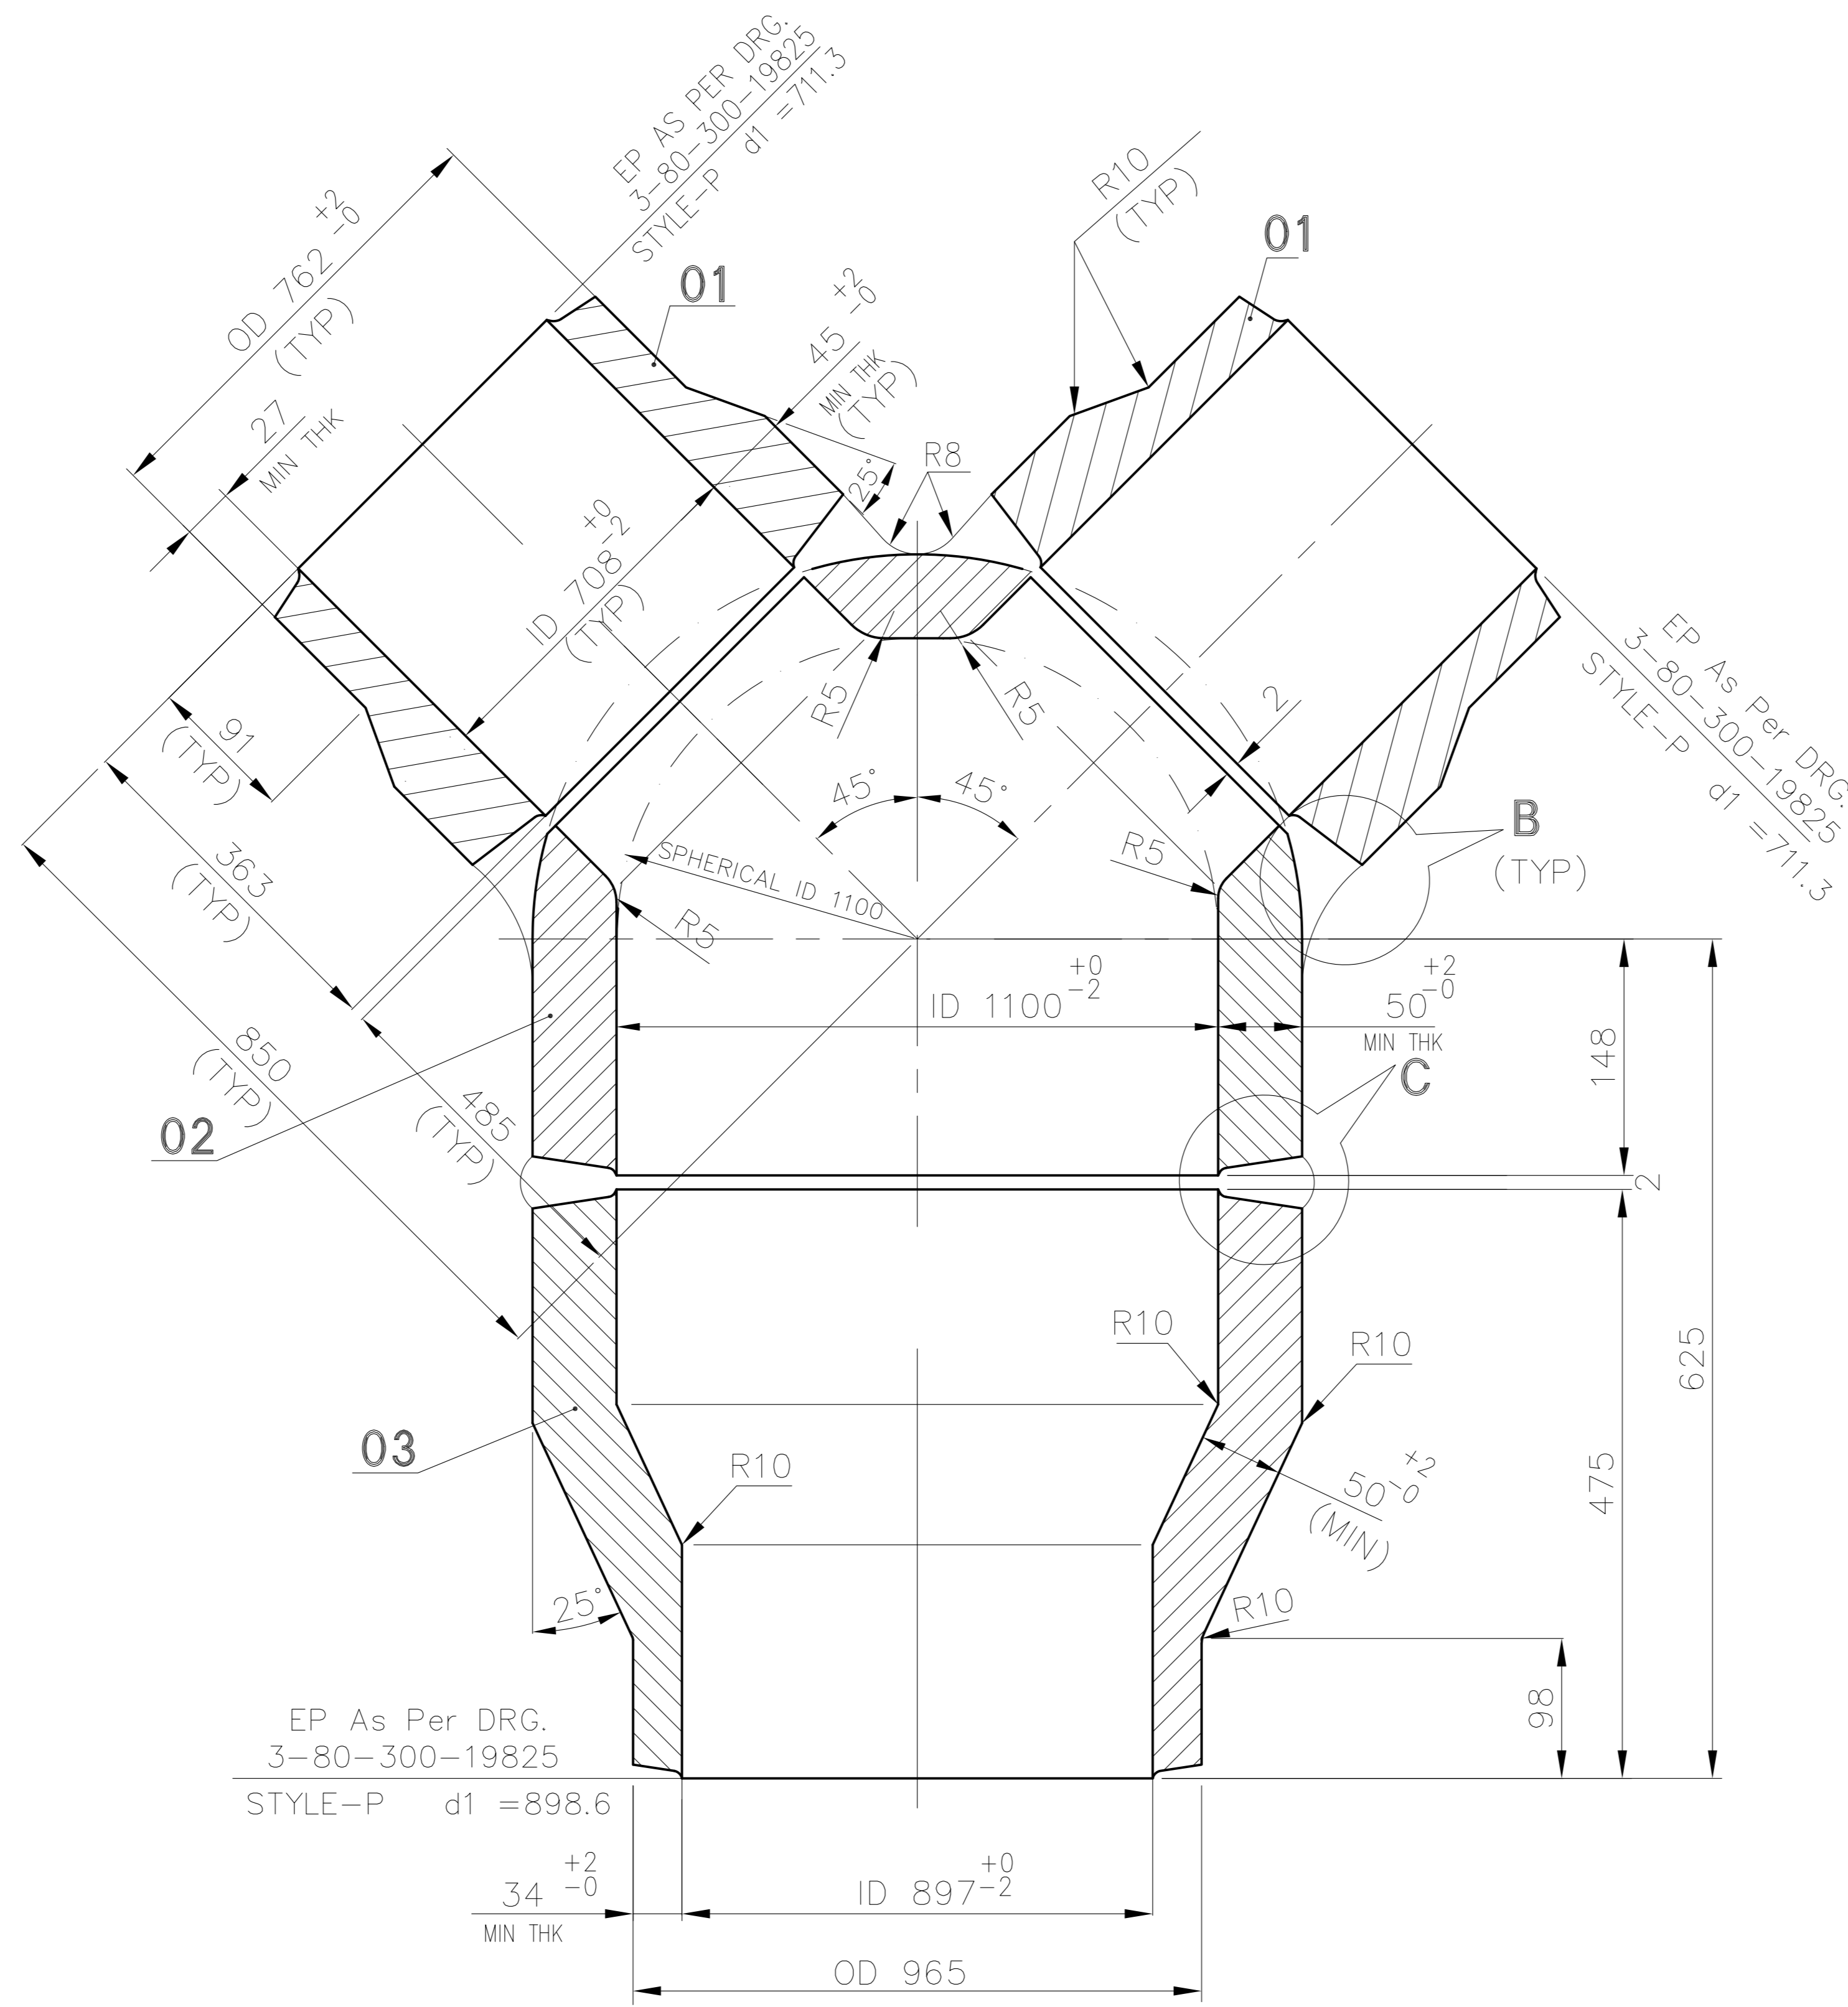 EP AS PER DRG.
3-80-300-19825
STYLE-P d1 =711.3
OD 762 +2 -0
(TYP)
01
45 +2 -0
MIN THK
(TYP)
R10
(TYP)
01
27
MIN THK
25°
R8
ID 708 +0 -2
(TYP)
EP As Per DRG.
3-80-300-19825
STYLE-P d1 =711.3
R5
R5
2
91
(TYP)
45°
45°
B
(TYP)
R5
SPHERICAL ID 1100
R5
363
(TYP)
ID 1100 +0 -2
50 +2 -0
MIN THK
C
148
850
(TYP)
485
(TYP)
02
2
R10
R10
625
03
R10
50 +2 -0
(MIN)
475
25°
R10
98
EP As Per DRG.
3-80-300-19825
STYLE-P d1 =898.6
34 +2 -0
MIN THK
ID 897 +0 -2
OD 965